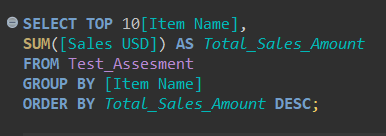 SELECT TOP 10[Item Name],
SUM([Sales USD]) AS Total_Sales_Amount
FROM Test_Assesment
GROUP BY [Item Name]
ORDER BY Total_Sales_Amount DESC;